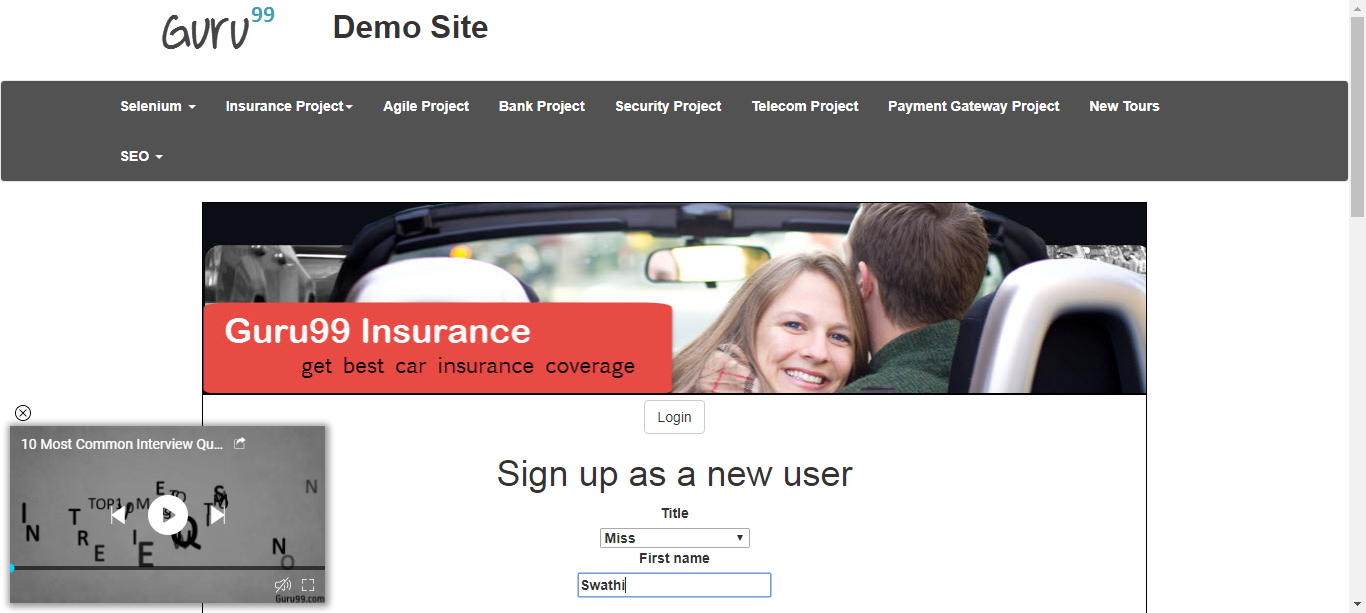 Guru99
Demo Site
Selenium
Insurance Project
Agile Project
Bank Project
Security Project
Telecom Project
Payment Gateway Project
New Tours
SEO
Guru99 Insurance
get best car insurance coverage
Login
10 Most Common Interview Qu...
TOP10
Sign up as a new user
Title
Miss
First name
Swathi
Guru99.com